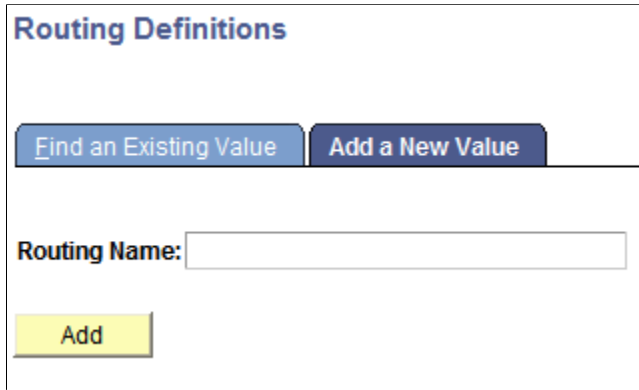 Routing Definitions
Find an Existing Value
Add a New Value
Routing Name:
Add